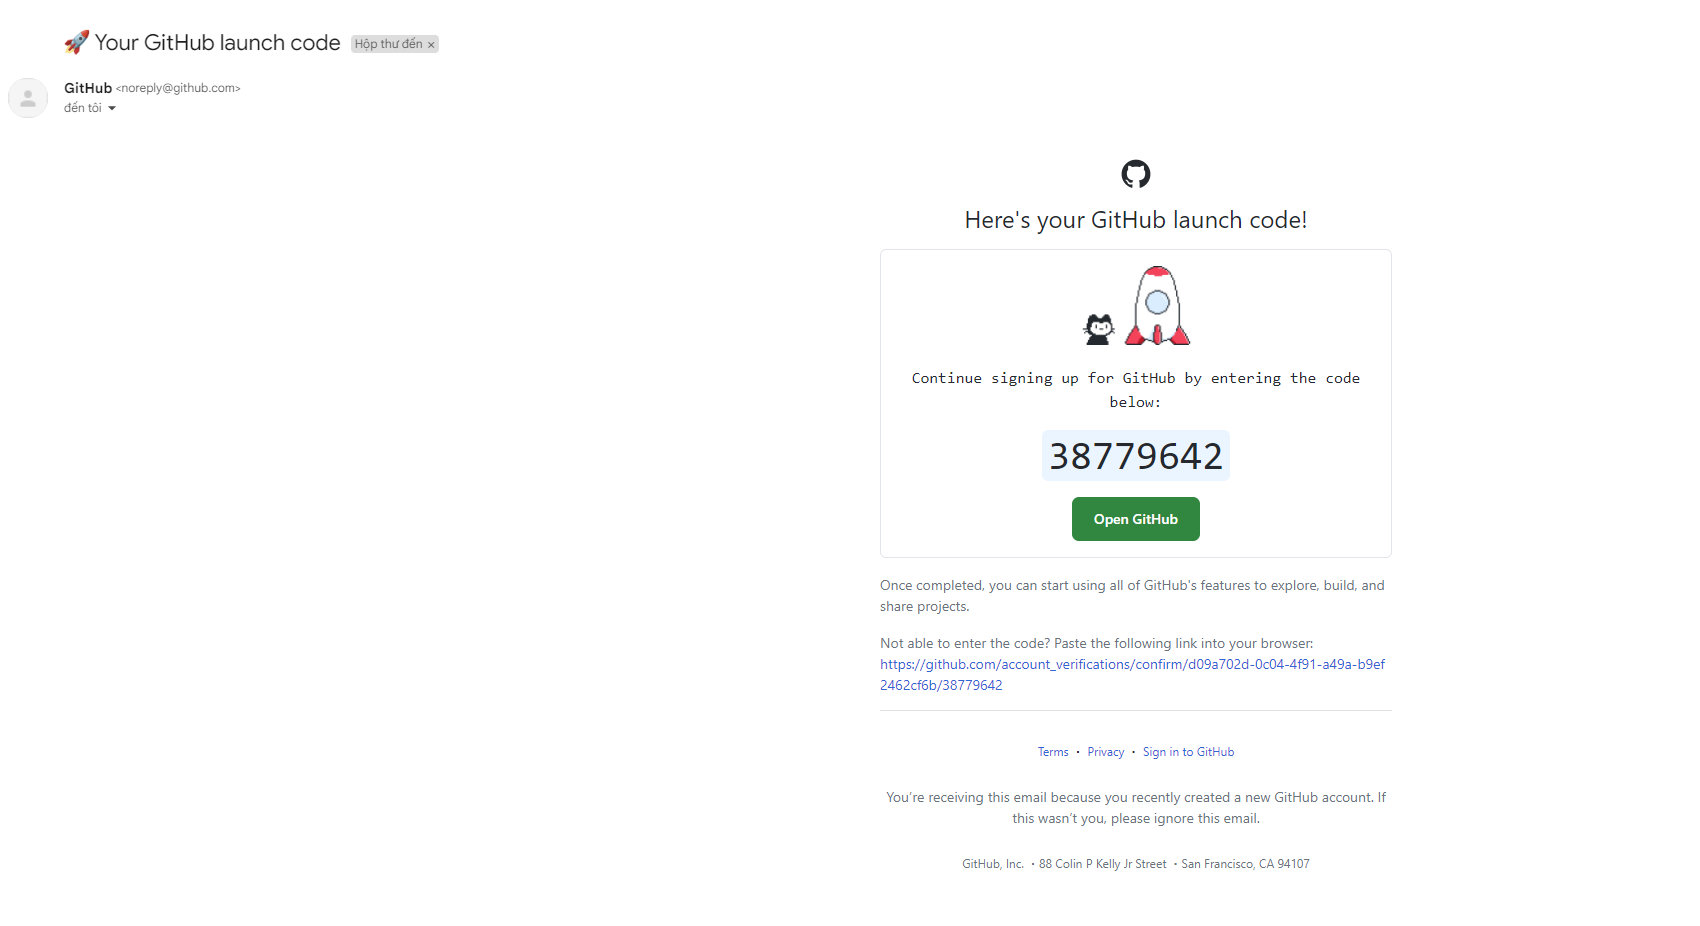 🚀 Your GitHub launch code Hộp thư đến ×
GitHub <noreply@github.com>
đến tôi
Here's your GitHub launch code!
Continue signing up for GitHub by entering the code
below:
38779642
Open GitHub
Once completed, you can start using all of GitHub's features to explore, build, and
share projects.
Not able to enter the code? Paste the following link into your browser:
https://github.com/account_verifications/confirm/d09a702d-0c04-4f91-a49a-b9ef
2462cf6b/38779642
Terms • Privacy • Sign in to GitHub
You’re receiving this email because you recently created a new GitHub account. If
this wasn’t you, please ignore this email.
GitHub, Inc. ・88 Colin P Kelly Jr Street ・San Francisco, CA 94107